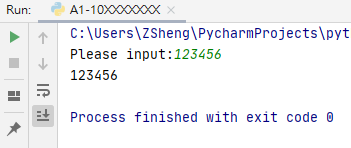 Run: A1-10XXXXXXX ×
C:\Users\ZSheng\PycharmProjects\pyt
Please input:123456
123456
Process finished with exit code 0